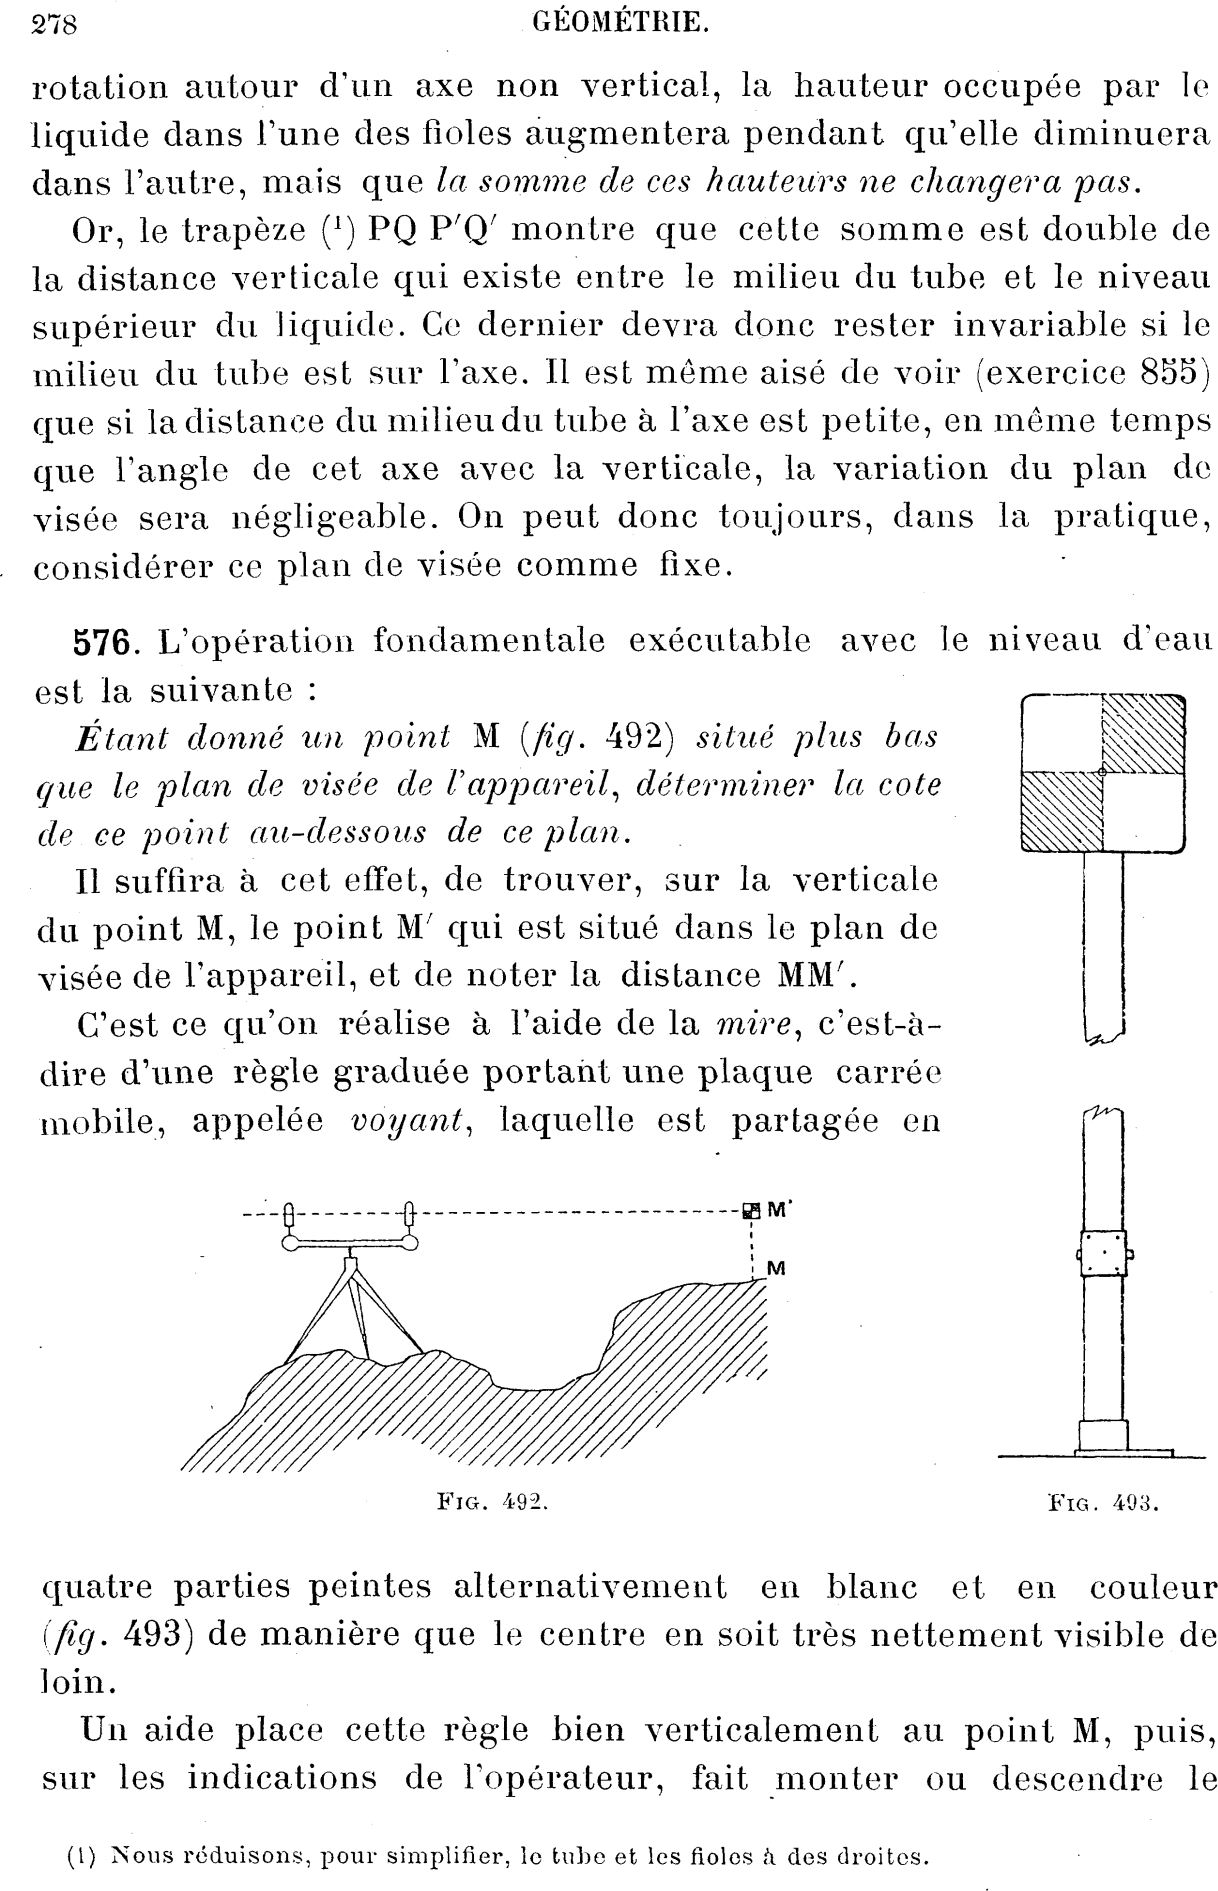 278
GÉOMÉTRIE.
rotation autour d'un axe non vertical, la hauteur occupée par le
liquide dans l'une des fioles augmentera pendant qu'elle diminuera
dans l'autre, mais que la somme de ces hauteurs ne changera pas.
Or, le trapèze (¹) PQ P′Q′ montre que cette somme est double de
la distance verticale qui existe entre le milieu du tube et le niveau
supérieur du liquide. Ce dernier devra donc rester invariable si le
milieu du tube est sur l'axe. Il est même aisé de voir (exercice 855)
que si la distance du milieu du tube à l'axe est petite, en même temps
que l'angle de cet axe avec la verticale, la variation du plan de
visée sera négligeable. On peut donc toujours, dans la pratique,
considérer ce plan de visée comme fixe.
576. L'opération fondamentale exécutable avec le niveau d'eau
est la suivante :
Étant donné un point M (fig. 492) situé plus bas
que le plan de visée de l'appareil, déterminer la cote
de ce point au-dessous de ce plan.
Il suffira à cet effet, de trouver, sur la verticale
du point M, le point M′ qui est situé dans le plan de
visée de l'appareil, et de noter la distance MM′.
C'est ce qu'on réalise à l'aide de la mire, c'est-à-
dire d'une règle graduée portant une plaque carrée
mobile, appelée voyant, laquelle est partagée en
M'
M
FIG. 492.
FIG. 493.
quatre parties peintes alternativement en blanc et en couleur
(fig. 493) de manière que le centre en soit très nettement visible de
loin.
Un aide place cette règle bien verticalement au point M, puis,
sur les indications de l'opérateur, fait monter ou descendre le
(1) Nous réduisons, pour simplifier, le tube et les fioles à des droites.